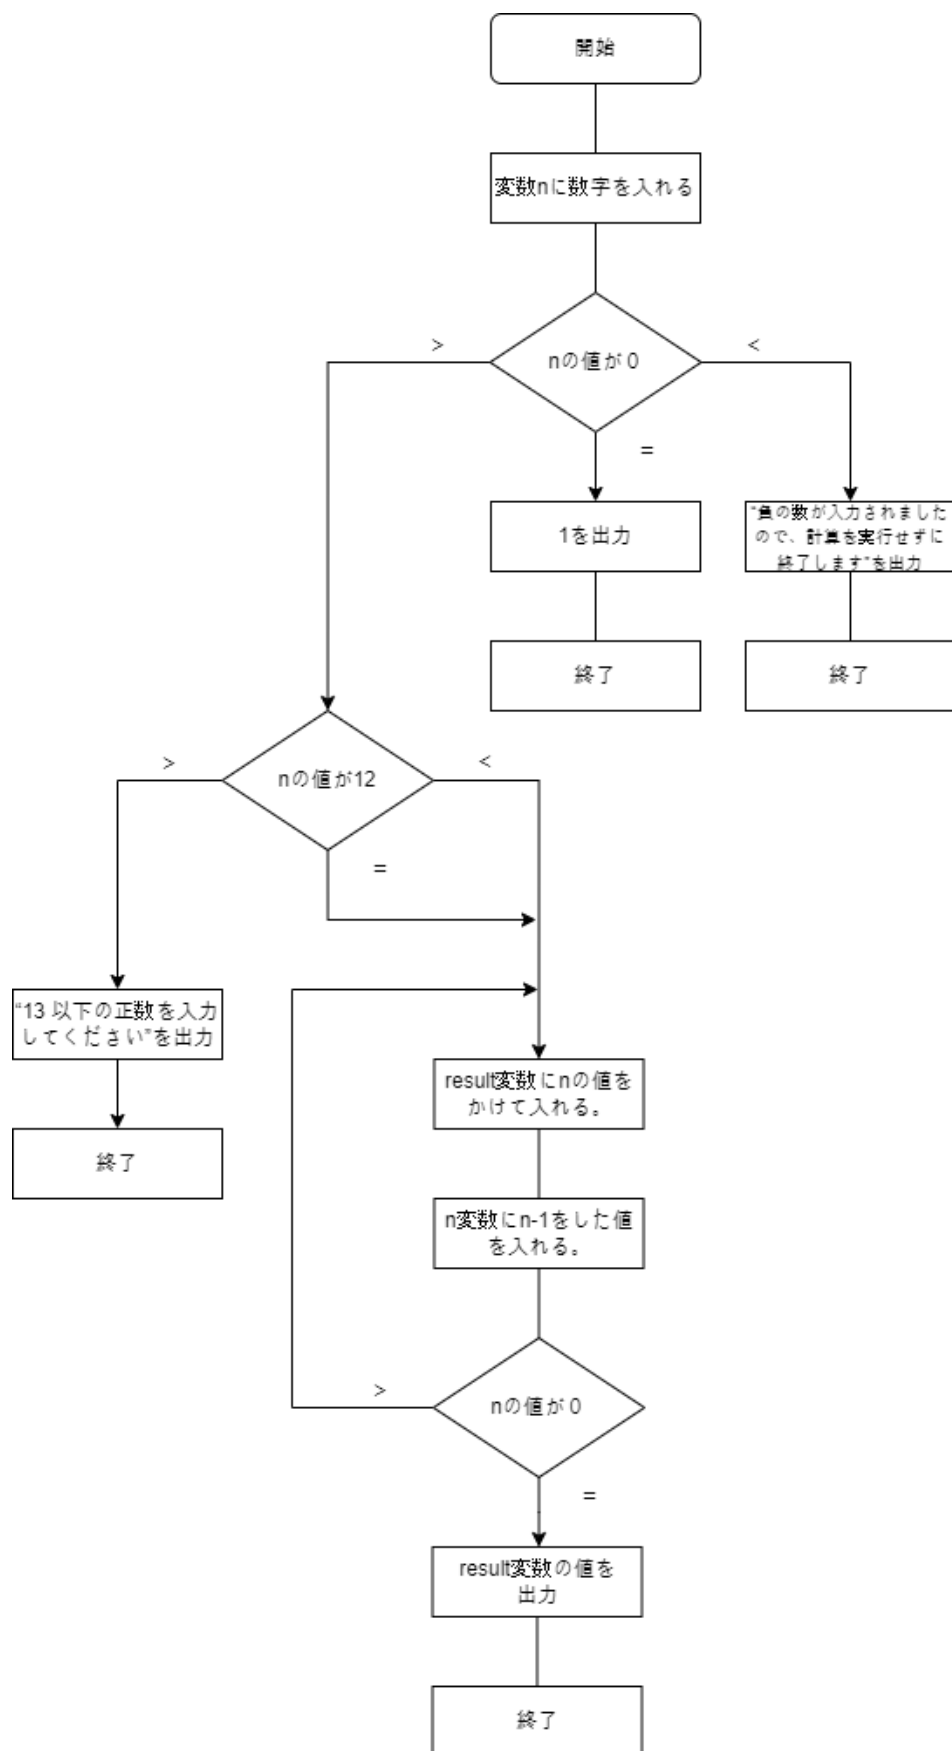 開始
変数nに数字を入れる
>
<
nの値が0
=
1を出力
“負の数が入力されました
ので、計算を実行せずに
終了します”を出力
終了
終了
>
<
nの値が12
=
“13 以下の正数を入力
してください”を出力
終了
result変数にnの値を
かけて入れる。
n変数にn-1をした値
を入れる。
>
nの値が0
=
result変数の値を
出力
終了